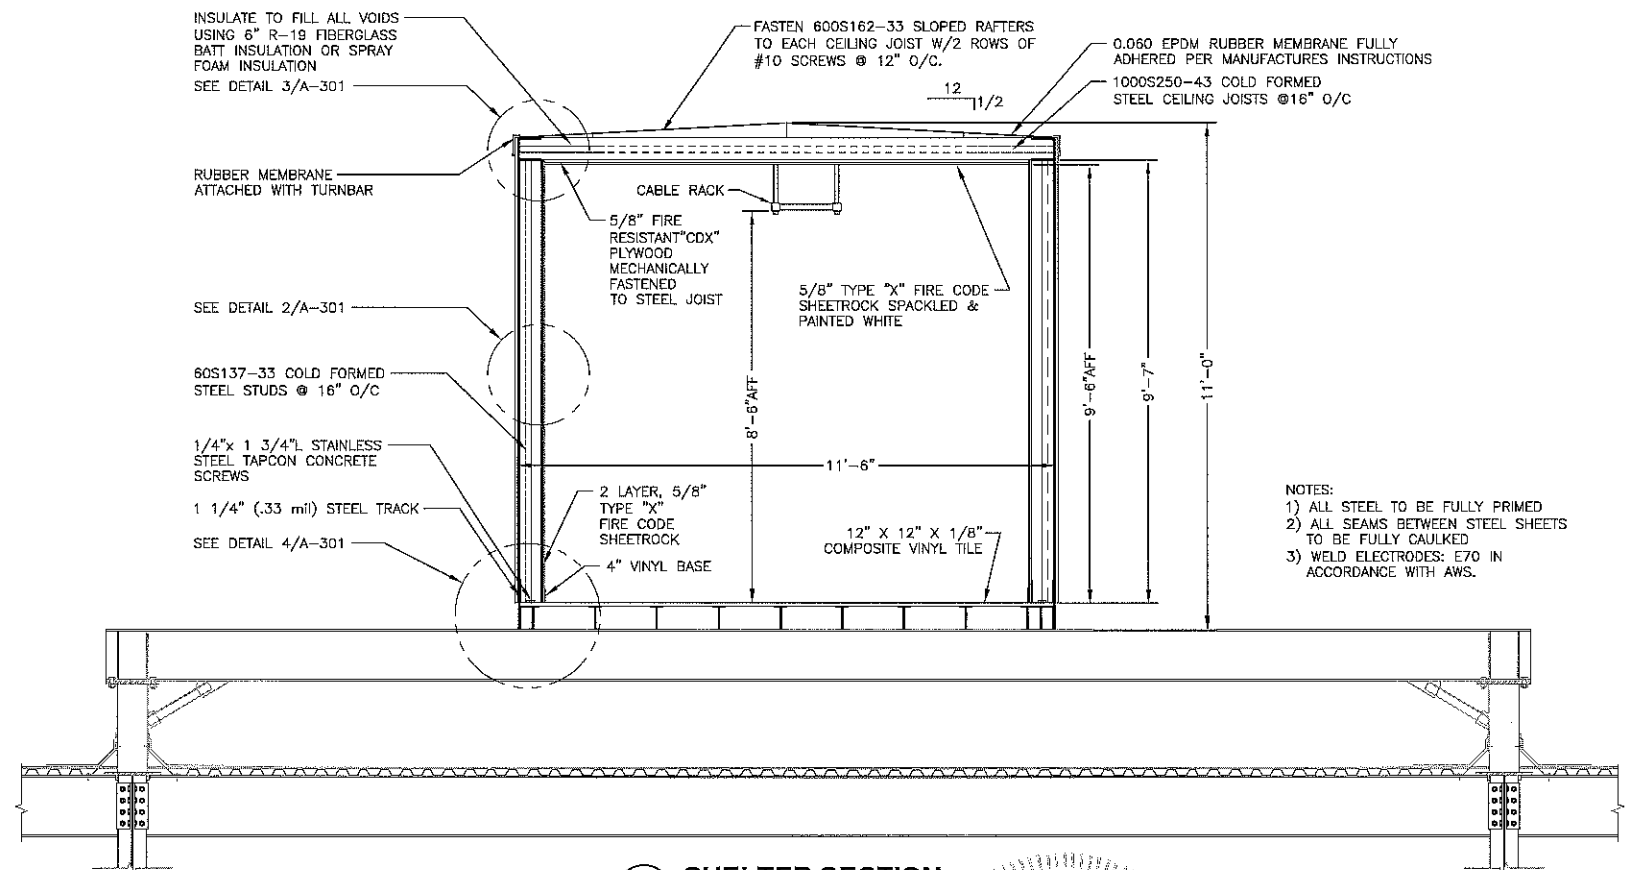 INSULATE TO FILL ALL VOIDS
USING 6" R-19 FIBERGLASS
BATT INSULATION OR SPRAY
FOAM INSULATION
SEE DETAIL 3/A-301
RUBBER MEMBRANE
ATTACHED WITH TURNBAR
SEE DETAIL 2/A-301
60S137-33 COLD FORMED
STEEL STUDS @ 16" O/C
1/4"x 1 3/4"L STAINLESS
STEEL TAPCON CONCRETE
SCREWS
1 1/4" (.33 mil) STEEL TRACK
SEE DETAIL 4/A-301
FASTEN 600S162-33 SLOPED RAFTERS
TO EACH CEILING JOIST W/2 ROWS OF
#10 SCREWS @ 12" O/C.
12
1/2
0.060 EPDM RUBBER MEMBRANE FULLY
ADHERED PER MANUFACTURES INSTRUCTIONS
1000S250-43 COLD FORMED
STEEL CEILING JOISTS @16" O/C
CABLE RACK
5/8" FIRE
RESISTANT"CDX"
PLYWOOD
MECHANICALLY
FASTENED
TO STEEL JOIST
5/8" TYPE "X" FIRE CODE
SHEETROCK SPACKLED &
PAINTED WHITE
8'-6"AFF
9'-6"AFF
9'-7"
11'-0"
11'-6"
2 LAYER, 5/8"
TYPE "X"
FIRE CODE
SHEETROCK
4" VINYL BASE
12" X 12" X 1/8"
COMPOSITE VINYL TILE
NOTES:
1) ALL STEEL TO BE FULLY PRIMED
2) ALL SEAMS BETWEEN STEEL SHEETS
TO BE FULLY CAULKED
3) WELD ELECTRODES: E70 IN
ACCORDANCE WITH AWS.
SHELTER SECTION